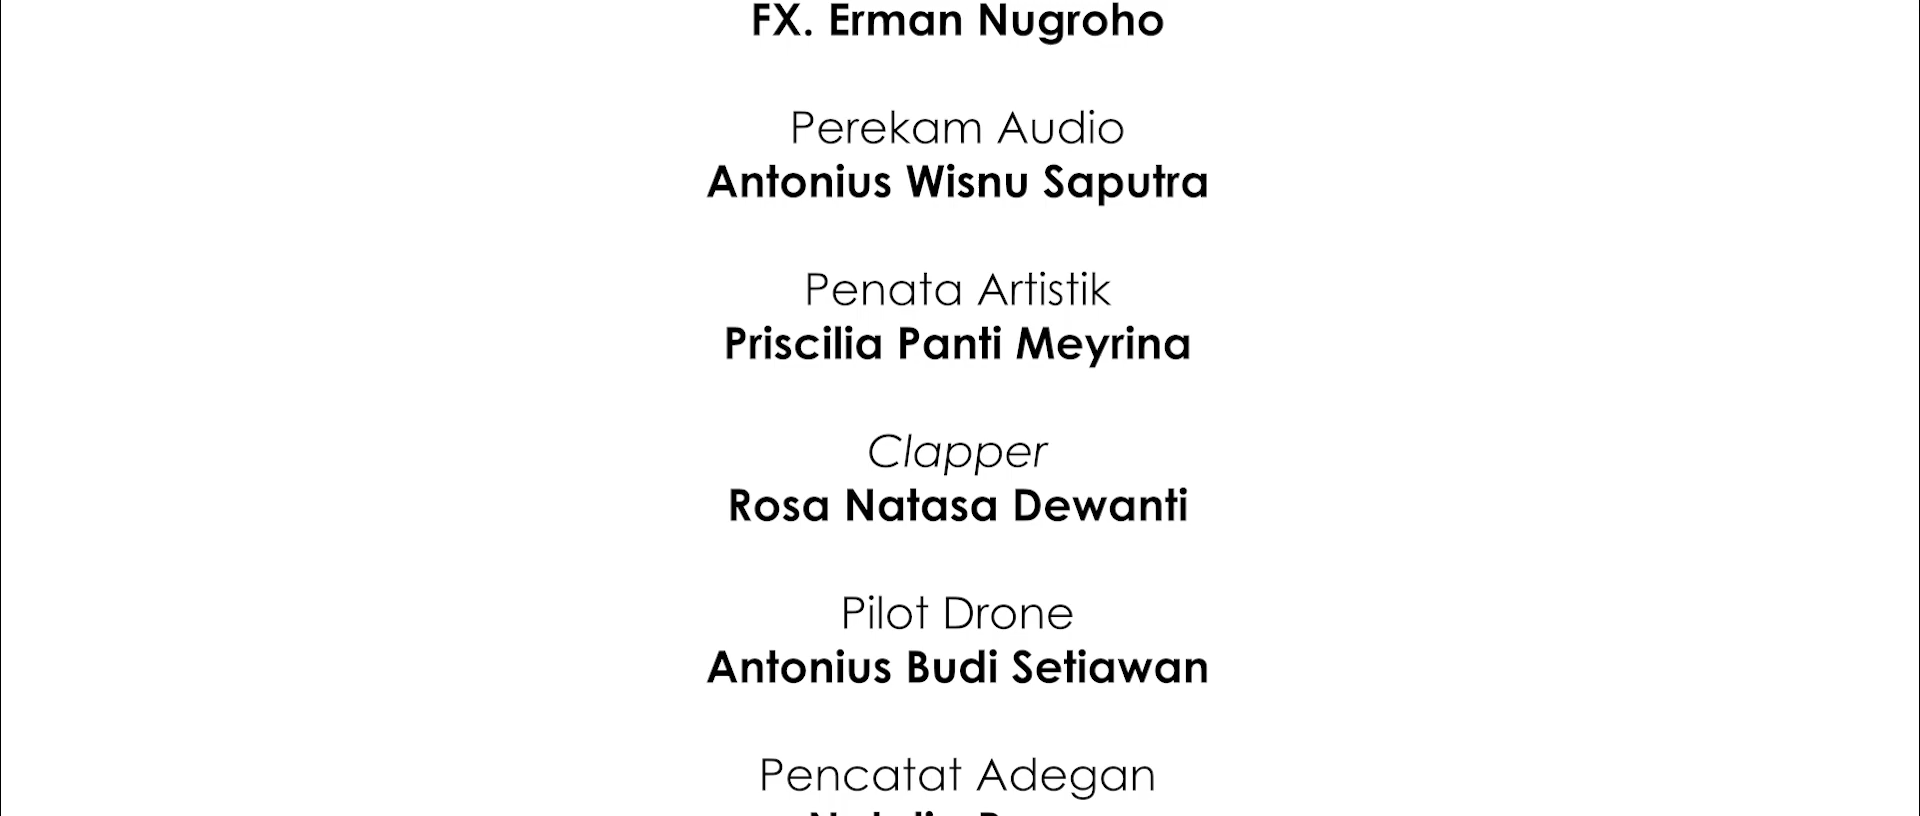 FX. Erman Nugroho
Perekam Audio
Antonius Wisnu Saputra
Penata Artistik
Priscilia Panti Meyrina
Clapper
Rosa Natasa Dewanti
Pilot Drone
Antonius Budi Setiawan
Pencatat Adegan